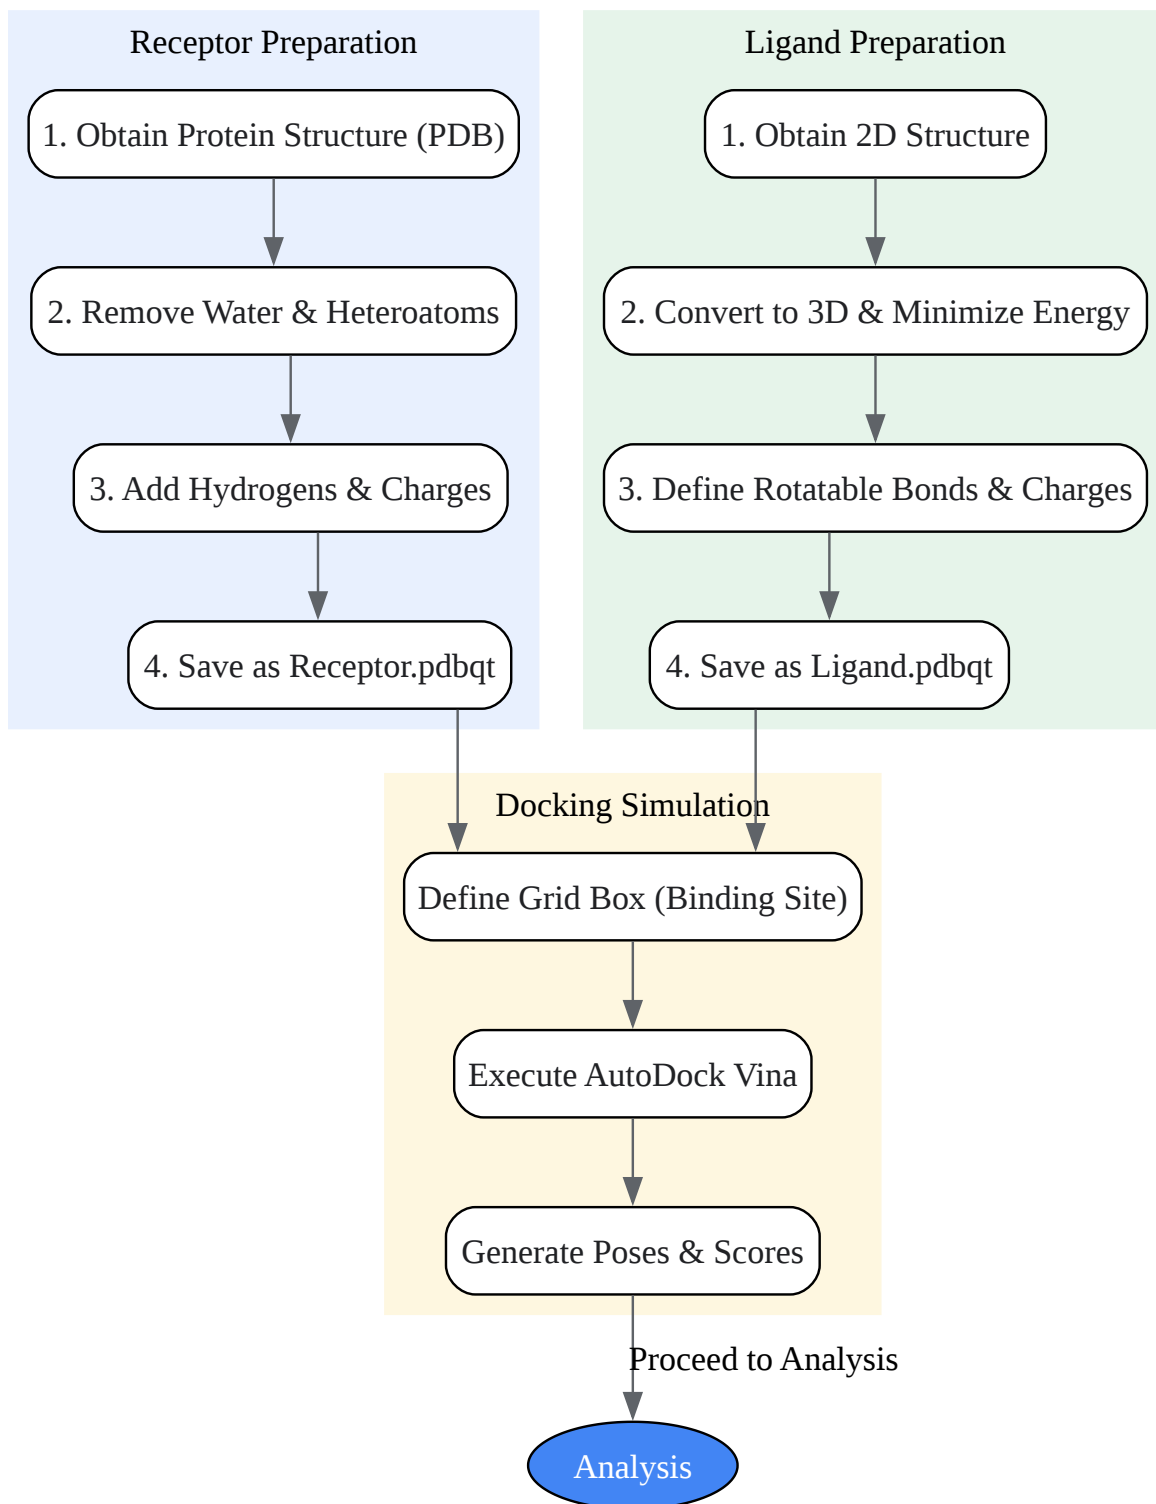 Receptor Preparation
1. Obtain Protein Structure (PDB)
2. Remove Water & Heteroatoms
3. Add Hydrogens & Charges
4. Save as Receptor.pdbqt
Ligand Preparation
1. Obtain 2D Structure
2. Convert to 3D & Minimize Energy
3. Define Rotatable Bonds & Charges
4. Save as Ligand.pdbqt
Docking Simulation
Define Grid Box (Binding Site)
Execute AutoDock Vina
Generate Poses & Scores
Proceed to Analysis
Analysis